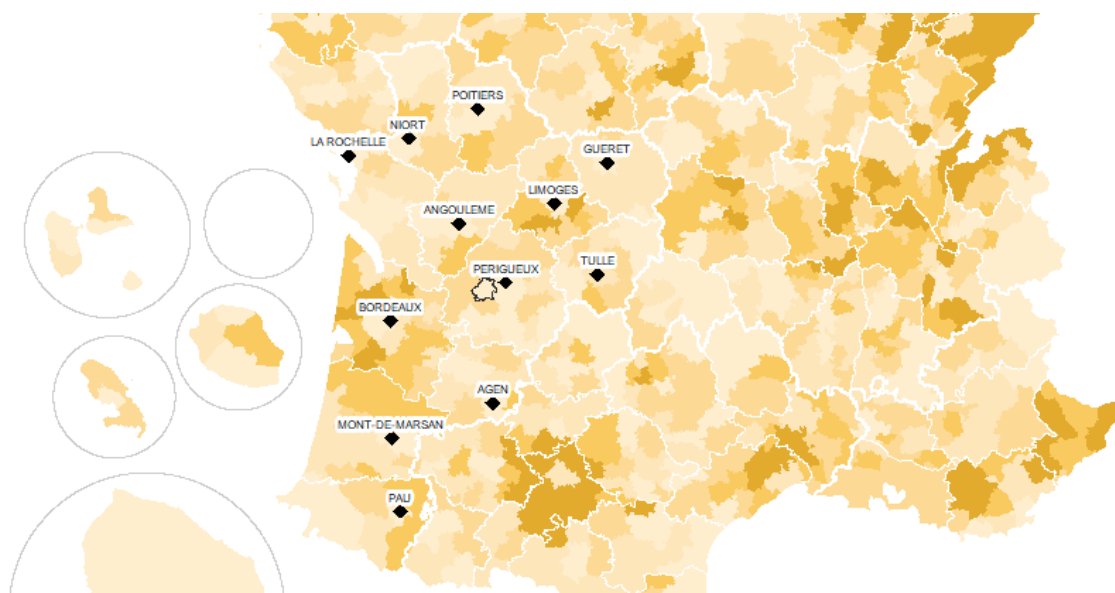 POITIERS
NIORT
LA ROCHELLE
GUERET
LIMOGES
ANGOULEME
PERIGUEUX
TULLE
BORDEAUX
AGEN
MONT-DE-MARSAN
PAU